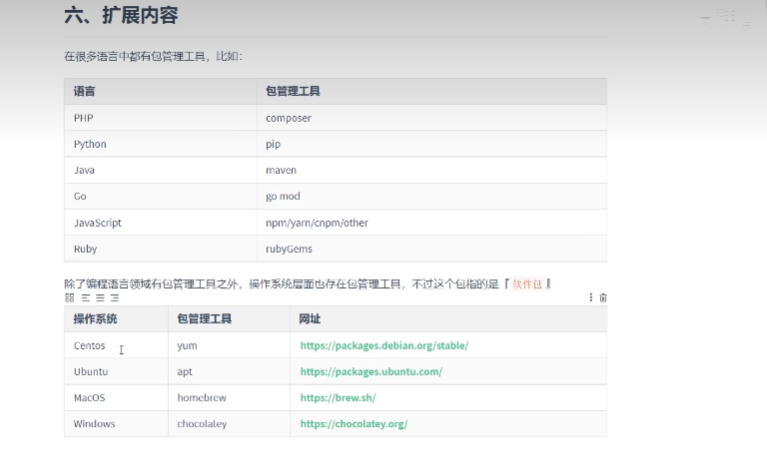 六、扩展内容
在很多语言中都有包管理工具，比如：
语言 包管理工具
PHP composer
Python pip
Java maven
Go go mod
JavaScript npm/yarn/cnpm/other
Ruby rubyGems
除了编程语言领域有包管理工具之外，操作系统层面也存在包管理工具，不过这个包指的是『软件包』
操作系统 包管理工具 网址
Centos yum https://packages.debian.org/stable/
Ubuntu apt https://packages.ubuntu.com/
MacOS homebrew https://brew.sh/
Windows chocolatey https://chocolatey.org/